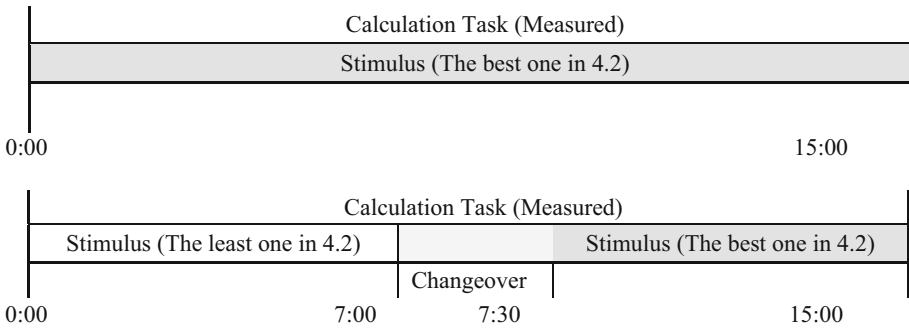 Calculation Task (Measured)
Stimulus (The best one in 4.2)
0:00 15:00
Calculation Task (Measured)
Stimulus (The least one in 4.2) Stimulus (The best one in 4.2)
Changeover
0:00 7:00 7:30 15:00